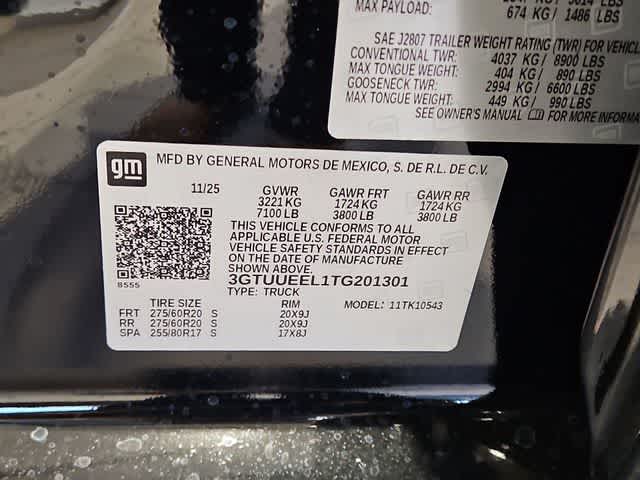 MAX PAYLOAD: 674 KG / 1486 LBS
SAE J2807 TRAILER WEIGHT RATING (TWR) FOR VEHICL
CONVENTIONAL TWR: 4037 KG / 8900 LBS
MAX TONGUE WEIGHT: 404 KG / 890 LBS
GOOSENECK TWR: 2994 KG / 6600 LBS
MAX TONGUE WEIGHT: 449 KG / 990 LBS
SEE OWNER'S MANUAL FOR MORE INFORMA
gm
MFD BY GENERAL MOTORS DE MEXICO, S. DE R.L. DE C.V.
11/25 GVWR GAWR FRT GAWR RR
3221 KG 1724 KG 1724 KG
7100 LB 3800 LB 3800 LB
THIS VEHICLE CONFORMS TO ALL
APPLICABLE U.S. FEDERAL MOTOR
VEHICLE SAFETY STANDARDS IN EFFECT
ON THE DATE OF MANUFACTURE
SHOWN ABOVE.
3GTUUEEL1TG201301
TYPE: TRUCK
8555
TIRE SIZE RIM MODEL: 11TK10543
FRT 275/60R20 S 20X9J
RR 275/60R20 S 20X9J
SPA 255/80R17 S 17X8J